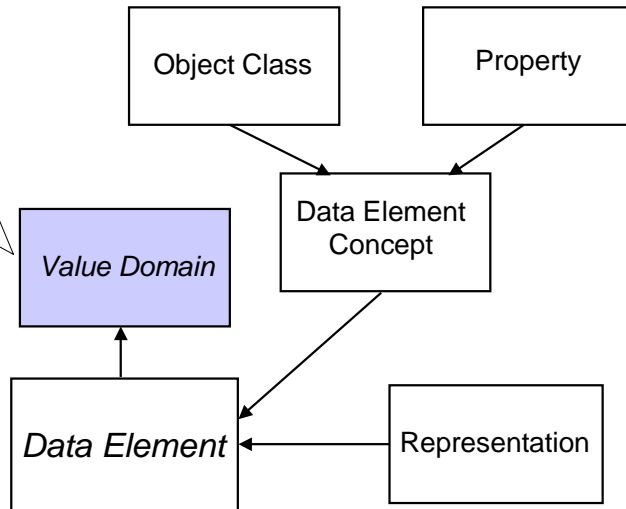 Object Class
Property
Data Element
Concept
Value Domain
Data Element
Representation